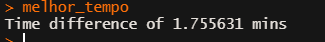 > melhor_tempo
Time difference of 1.755631 mins
>